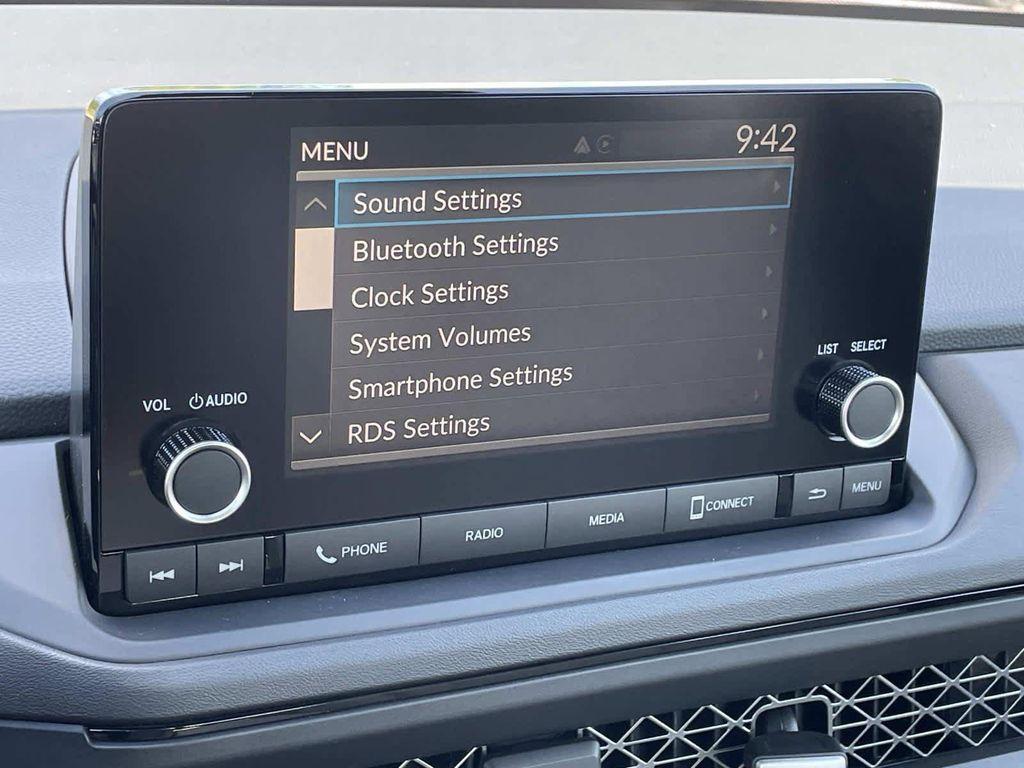 MENU 9:42
Sound Settings
Bluetooth Settings
Clock Settings
System Volumes
Smartphone Settings
RDS Settings
LIST SELECT
VOL AUDIO
PHONE RADIO MEDIA CONNECT MENU